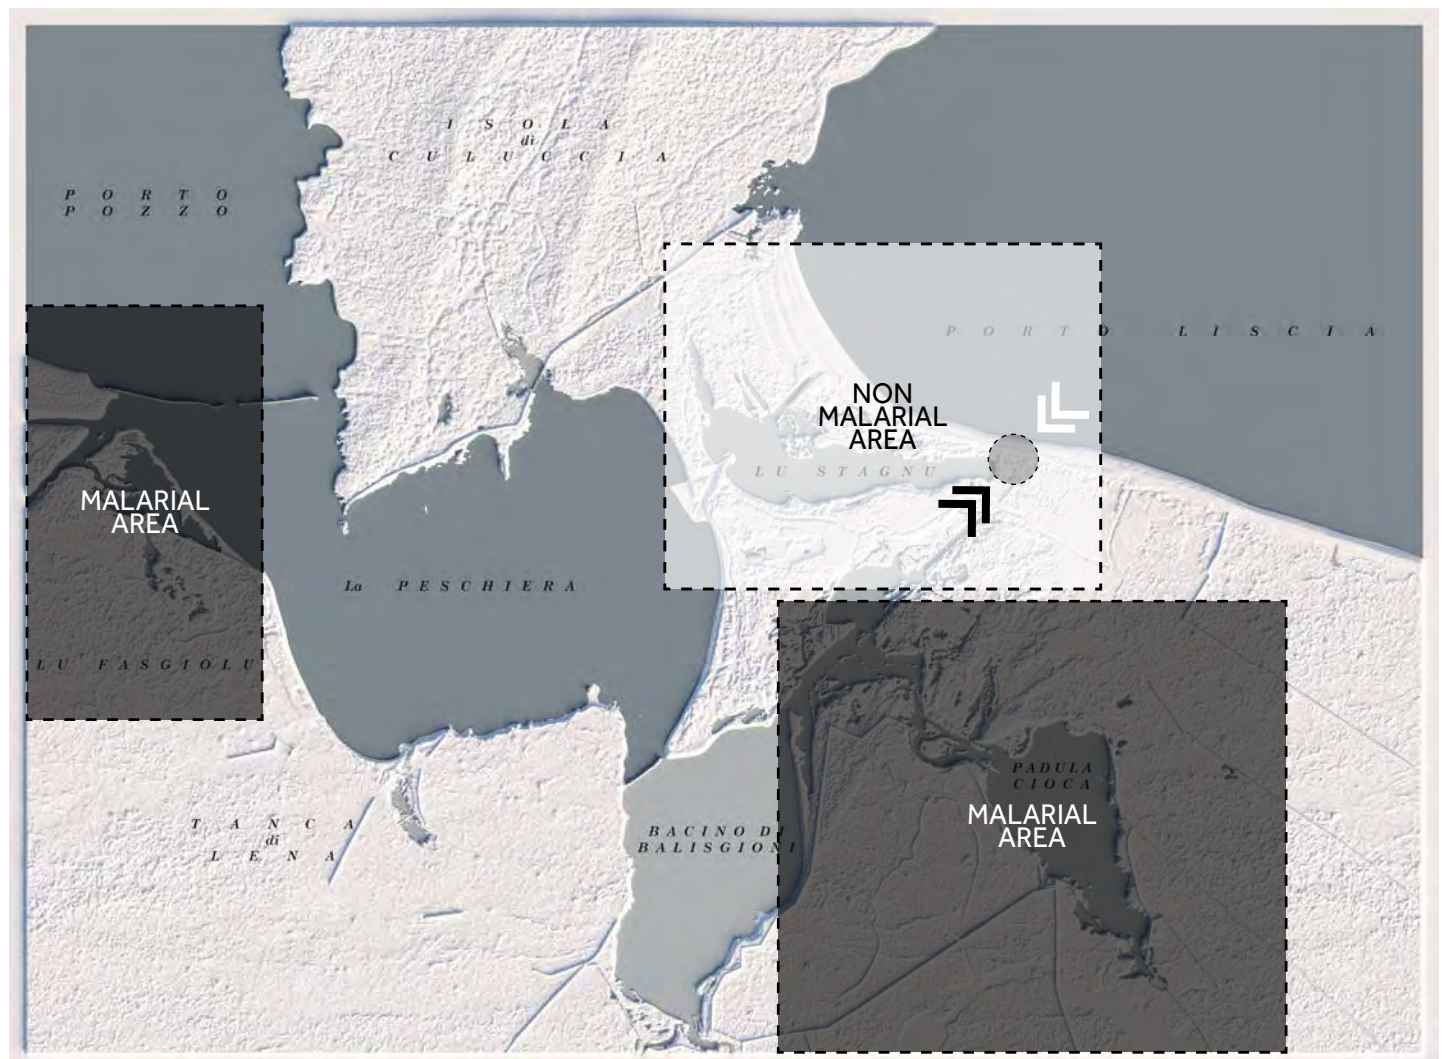 ISOLA
di
CULUCCIA
PORTO
POZZO
PORTO LISCIA
NON
MALARIAL
AREA
LU STAGNU
MALARIAL
AREA
La PESCHIERA
LU FASGIOLU
PADULA
CIOCA
MALARIAL
AREA
TANCA
di
LENA
BACINO DI
BALISGIONI